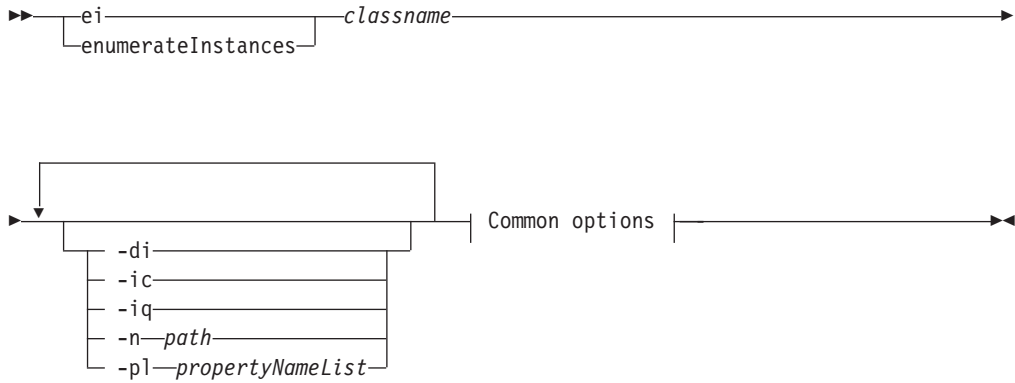 ei classname
enumerateInstances
Common options
-di
-ic
-iq
-n path
-pl propertyNameList